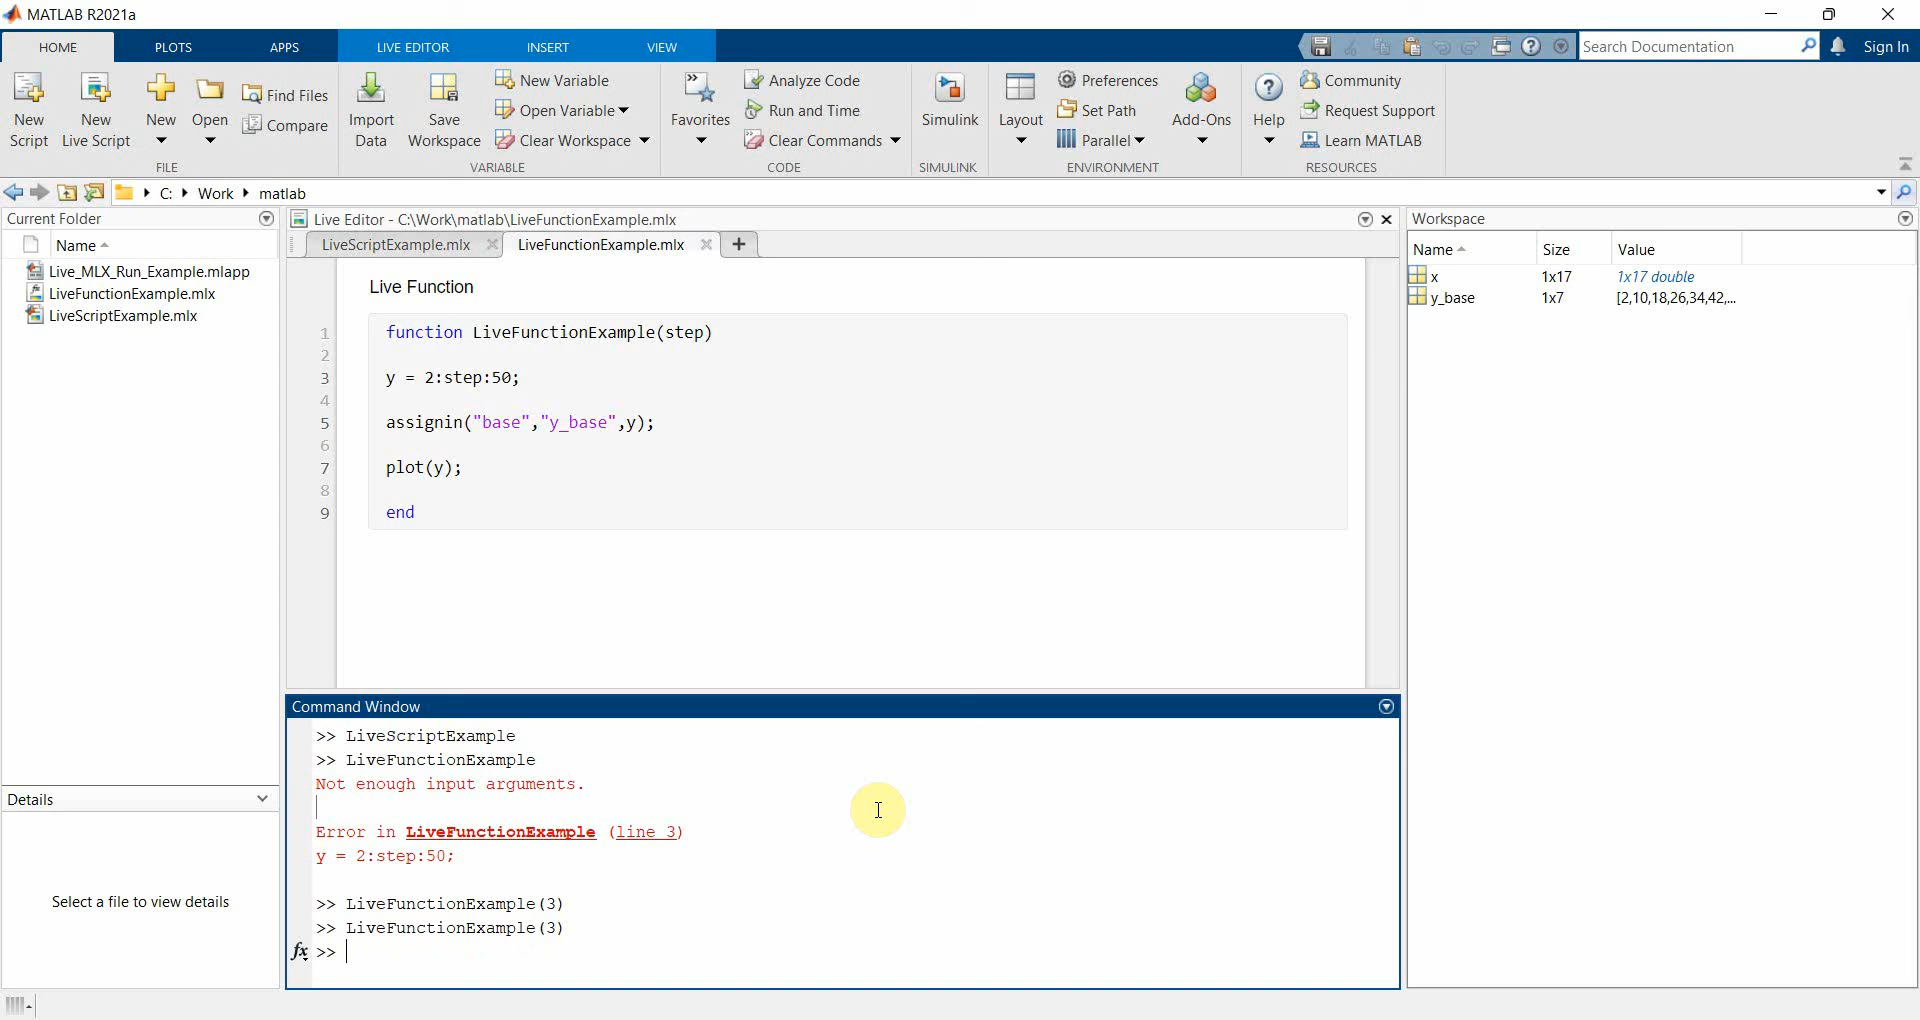 MATLAB R2021a
HOME PLOTS APPS LIVE EDITOR INSERT VIEW
Search Documentation
Sign In
New Script
New Live Script
New
Open
Find Files
Compare
FILE
Import Data
Save Workspace
New Variable
Open Variable
Clear Workspace
VARIABLE
Favorites
Analyze Code
Run and Time
Clear Commands
CODE
Simulink
SIMULINK
Layout
Preferences
Set Path
Parallel
Add-Ons
ENVIRONMENT
Help
Community
Request Support
Learn MATLAB
RESOURCES
C: Work matlab
Current Folder
Name
Live_MLX_Run_Example.mlapp
LiveFunctionExample.mlx
LiveScriptExample.mlx
Details
Select a file to view details
Live Editor - C:\Work\matlab\LiveFunctionExample.mlx
LiveScriptExample.mlx LiveFunctionExample.mlx
Live Function
1 function LiveFunctionExample(step)
2
3 y = 2:step:50;
4
5 assignin("base","y_base",y);
6
7 plot(y);
8
9 end
Command Window
>> LiveScriptExample
>> LiveFunctionExample
Not enough input arguments.
Error in LiveFunctionExample (line 3)
y = 2:step:50;
>> LiveFunctionExample(3)
>> LiveFunctionExample(3)
fx >>
Workspace
Name Size Value
x 1x17 1x17 double
y_base 1x7 [2,10,18,26,34,42,...